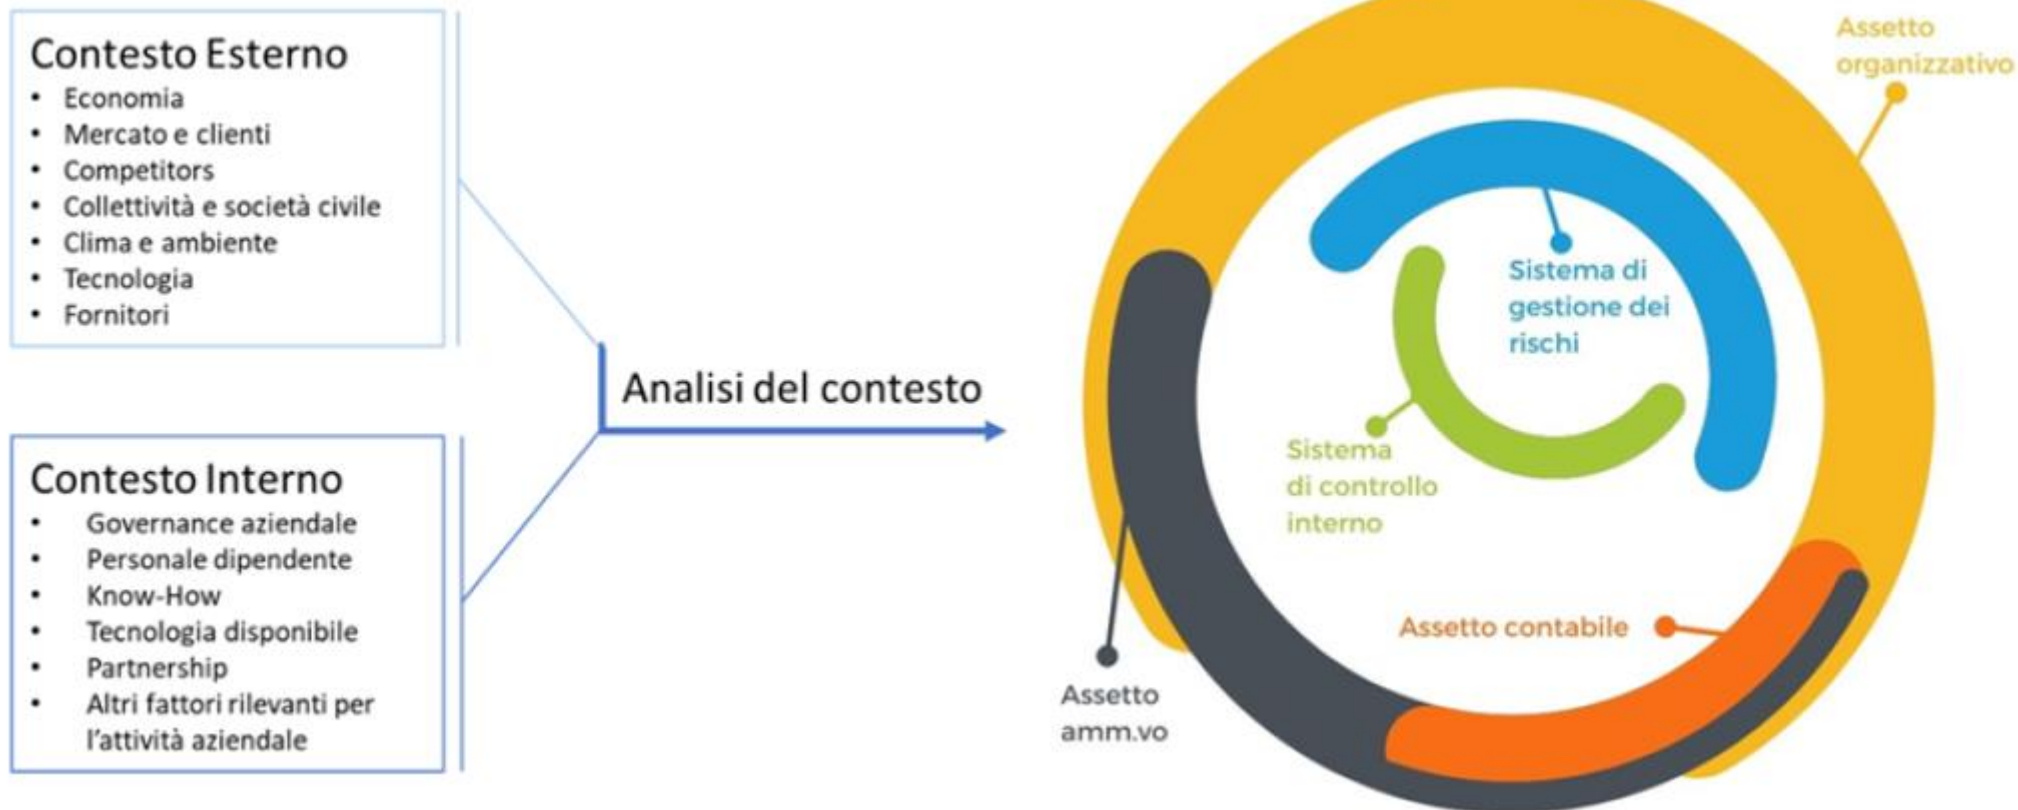 Contesto Esterno
• Economia
• Mercato e clienti
• Competitors
• Collettività e società civile
• Clima e ambiente
• Tecnologia
• Fornitori
Contesto Interno
• Governance aziendale
• Personale dipendente
• Know-How
• Tecnologia disponibile
• Partnership
• Altri fattori rilevanti per
l'attività aziendale
Analisi del contesto
Assetto
organizzativo
Sistema di
gestione dei
rischi
Sistema
di controllo
interno
Assetto contabile
Assetto
amm.vo